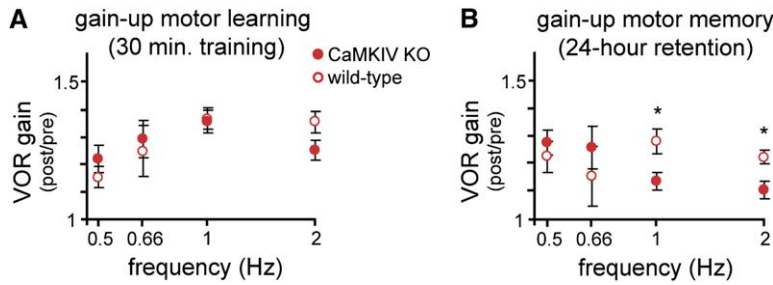 A
gain-up motor learning
(30 min. training)
CaMKIV KO
wild-type
VOR gain
(post/pre)
1.5
1
0.5 0.66 1 2
frequency (Hz)
B
gain-up motor memory
(24-hour retention)
VOR gain
(post/pre)
1.5
1
* *
0.5 0.66 1 2
frequency (Hz)